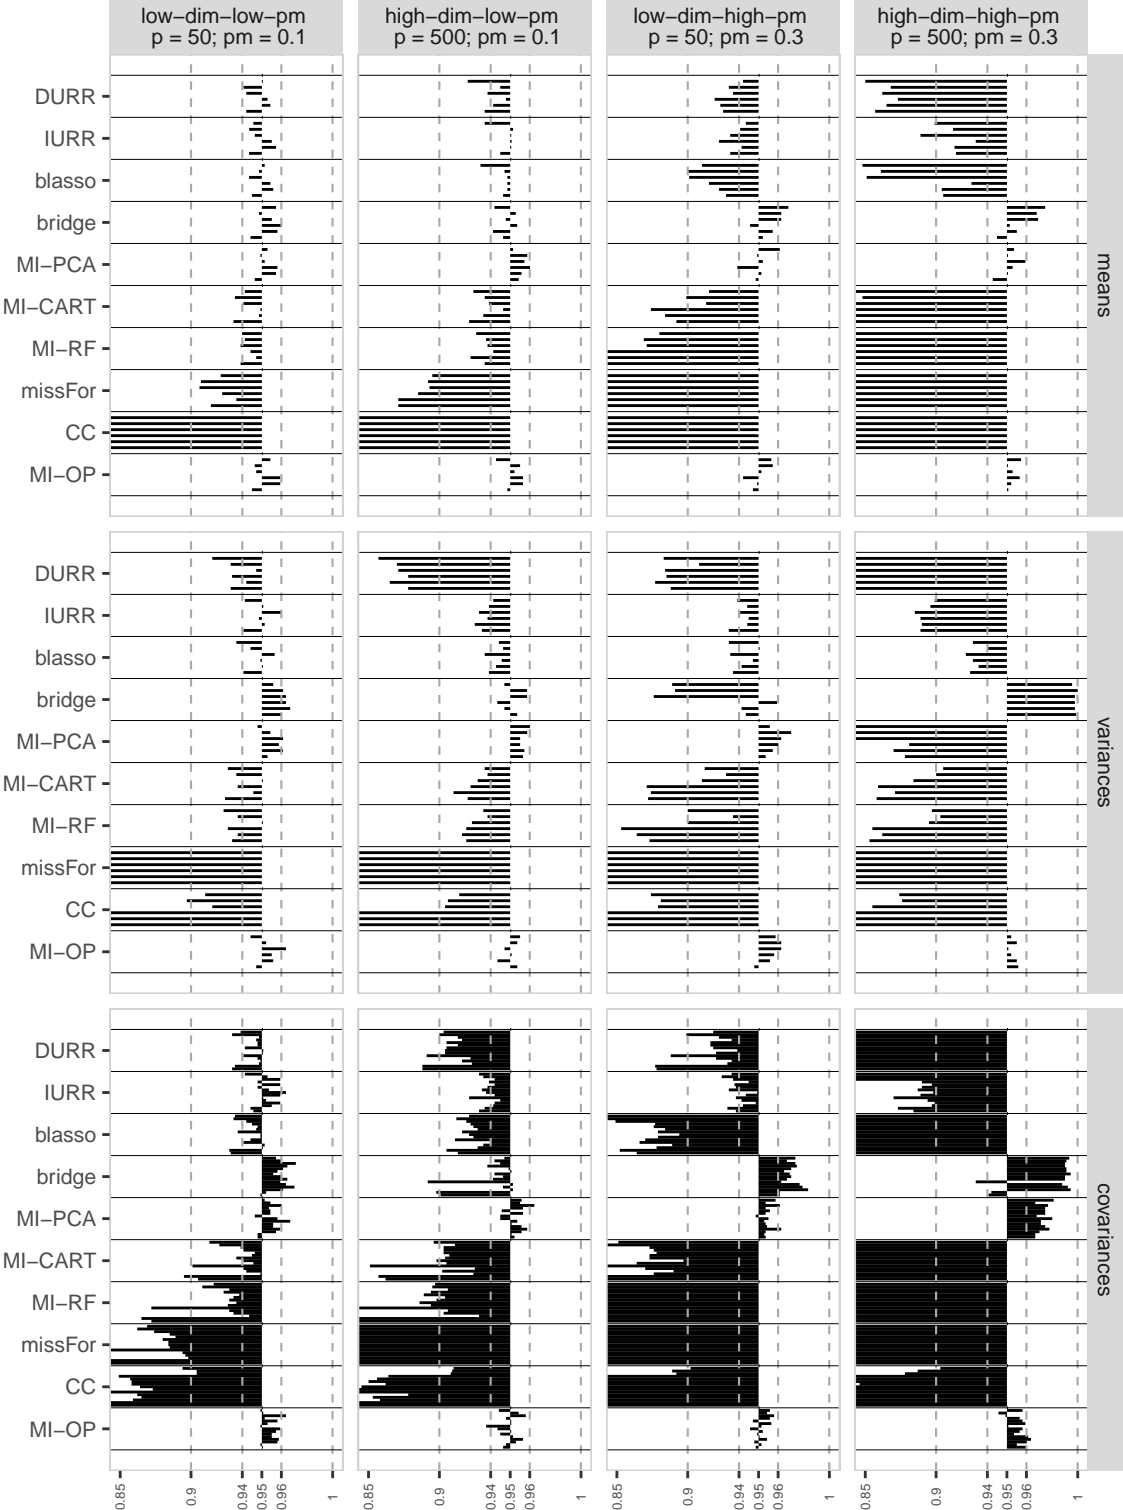 low−dim−low−pm
p = 50; pm = 0.1
high−dim−low−pm
p = 500; pm = 0.1
low−dim−high−pm
p = 50; pm = 0.3
high−dim−high−pm
p = 500; pm = 0.3
DURR
IURR
blasso
bridge
MI−PCA
MI−CART
MI−RF
missFor
CC
MI−OP
means
DURR
IURR
blasso
bridge
MI−PCA
MI−CART
MI−RF
missFor
CC
MI−OP
variances
DURR
IURR
blasso
bridge
MI−PCA
MI−CART
MI−RF
missFor
CC
MI−OP
covariances
0.85 0.9 0.94 0.95 0.96 1
0.85 0.9 0.94 0.95 0.96 1
0.85 0.9 0.94 0.95 0.96 1
0.85 0.9 0.94 0.95 0.96 1